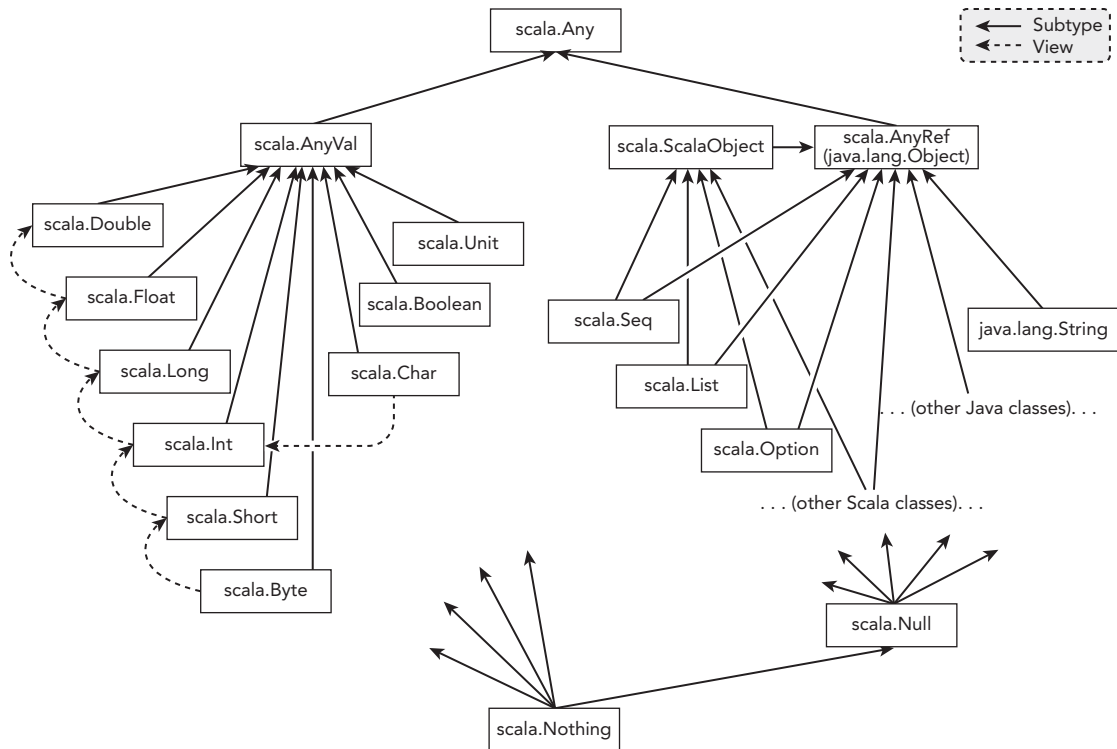 scala.Any
Subtype
View
scala.AnyVal
scala.ScalaObject
scala.AnyRef
(java.lang.Object)
scala.Double
scala.Unit
scala.Float
scala.Boolean
scala.Seq
java.lang.String
scala.Long
scala.Char
scala.List
. . . (other Java classes). . .
scala.Int
scala.Option
. . . (other Scala classes). . .
scala.Short
scala.Byte
scala.Null
scala.Nothing